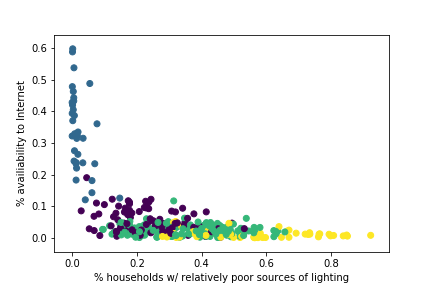 0.6
0.5
0.4
0.3
0.2
0.1
0.0
% availiability to Internet
0.0 0.2 0.4 0.6 0.8
% households w/ relatively poor sources of lighting